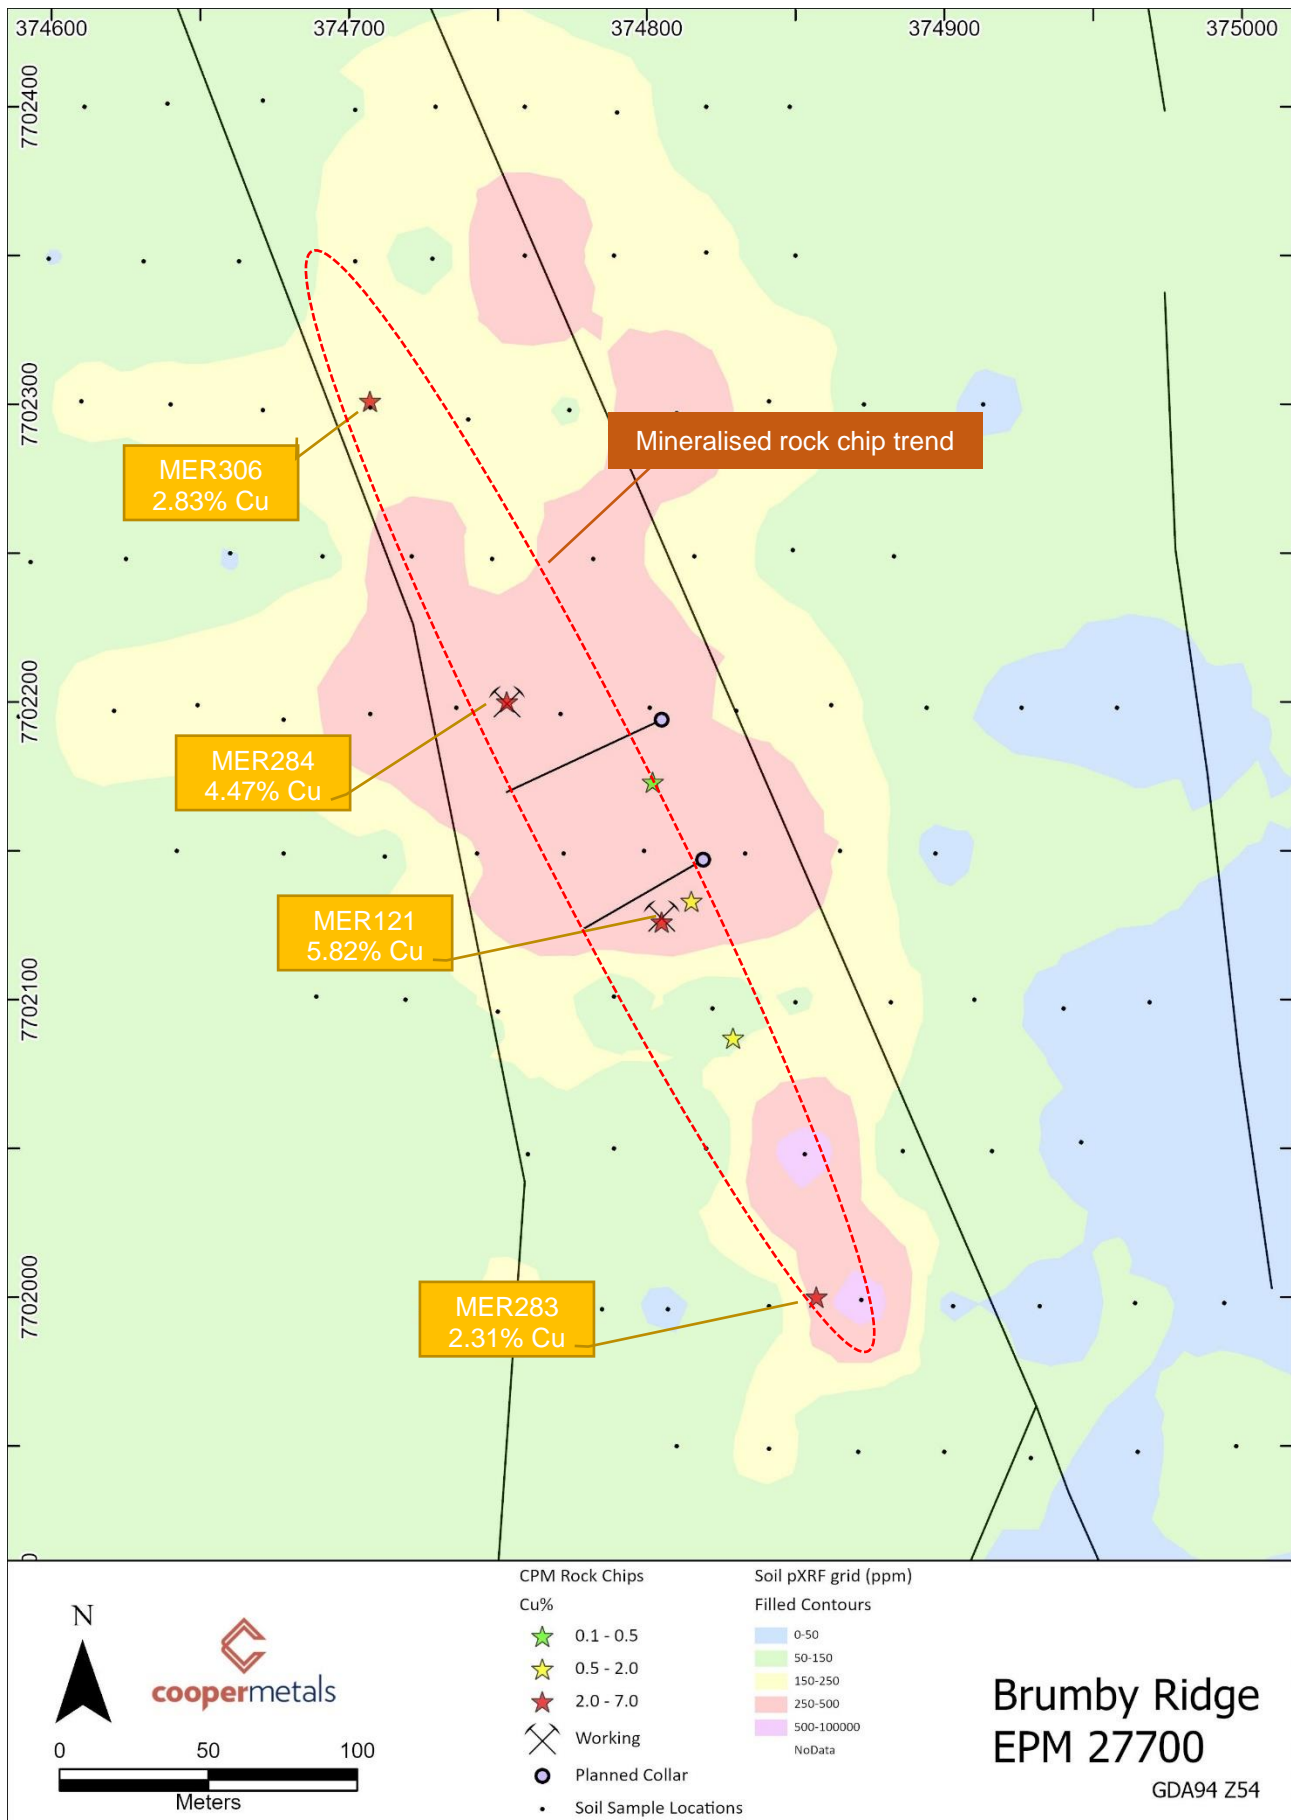 374600
374700
374800
374900
375000
7702400
7702300
7702200
7702100
7702000
0
Mineralised rock chip trend
MER306
2.83% Cu
MER284
4.47% Cu
MER121
5.82% Cu
MER283
2.31% Cu
N
coopermetals
0
50
100
Meters
CPM Rock Chips
Cu%
0.1 - 0.5
0.5 - 2.0
2.0 - 7.0
Working
Planned Collar
Soil Sample Locations
Soil pXRF grid (ppm)
Filled Contours
0-50
50-150
150-250
250-500
500-100000
NoData
Brumby Ridge
EPM 27700
GDA94 Z54